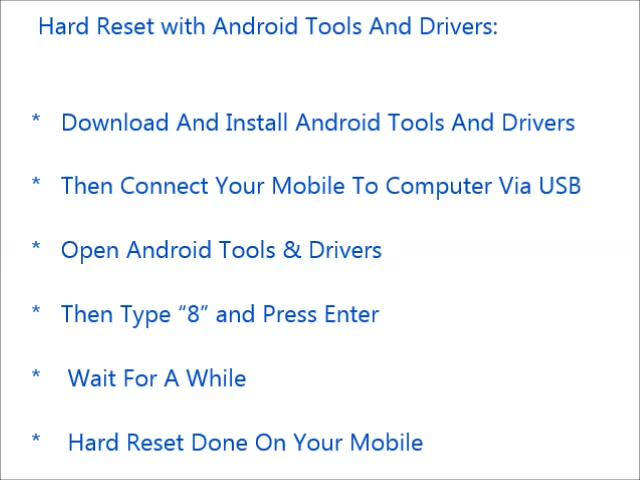 Hard Reset with Android Tools And Drivers:
* Download And Install Android Tools And Drivers
* Then Connect Your Mobile To Computer Via USB
* Open Android Tools & Drivers
* Then Type “8” and Press Enter
* Wait For A While
* Hard Reset Done On Your Mobile